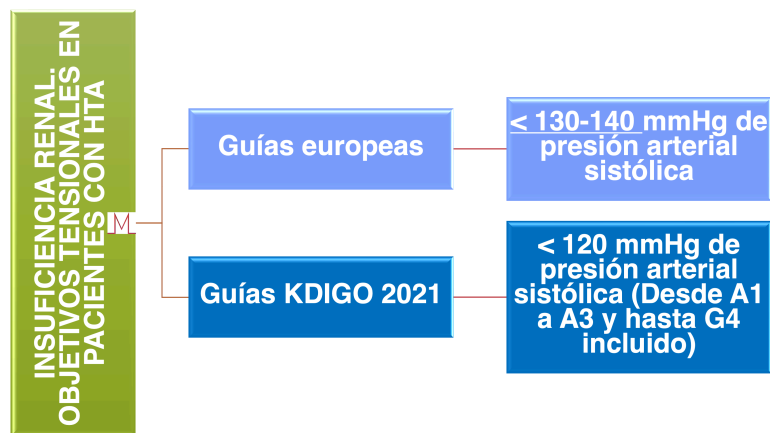 INSUFICIENCIA RENAL.
OBJETIVOS TENSIONALES EN
PACIENTES CON HTA
M
Guías europeas
< 130-140 mmHg de
presión arterial
sistólica
Guías KDIGO 2021
< 120 mmHg de
presión arterial
sistólica (Desde A1
a A3 y hasta G4
incluido)